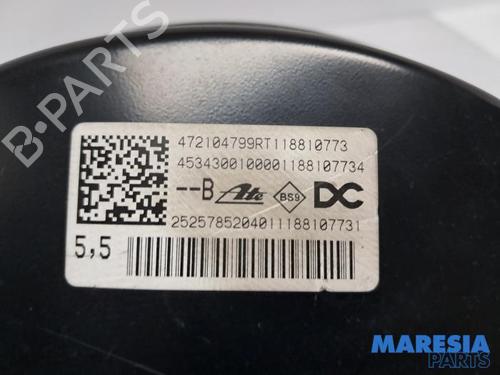 472104799RT118810773
4534300100001188107734
--B Ate BS9 DC
2525785204011188107731
5,5
B-PARTS
MARESIA
PARTS